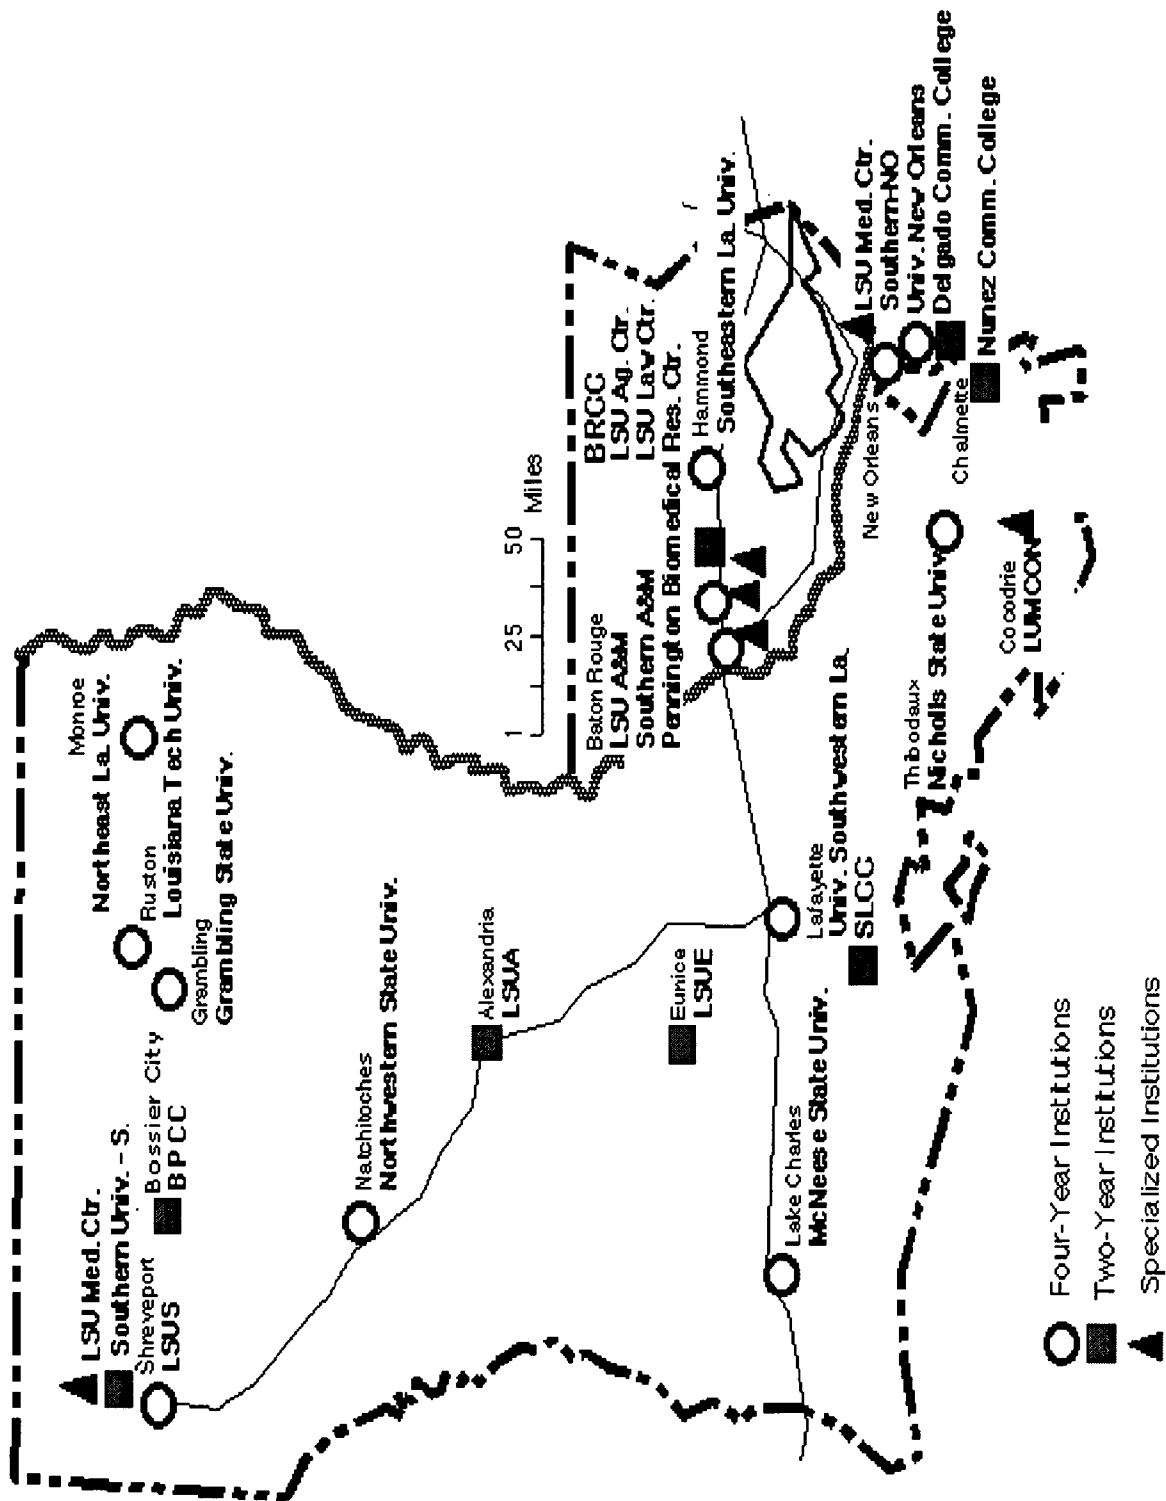 LSU Med. Ctr.
Southern Univ. - S.
Shreveport
LSUS
Bossier City
BPCC
Monroe
Northeast La. Univ.
Ruston
Louisiana Tech Univ.
Grambling
Grambling State Univ.
Natchitoches
Northwestern State Univ.
Alexandria
LSUA
Eunice
LSUE
1 25 50
Miles
Baton Rouge
LSU A&M
Southern A&M
Pennington Biomedical Res. Ctr.
BRCC
LSU Ag. Ctr.
LSU Law Ctr.
Hammond
Southeastern La. Univ.
Lake Charles
McNeese State Univ.
Lafayette
Univ. Southwestern La.
SLCC
Thibodaux
Nicholls State Univ.
Cocodrie
LUMCON
New Orleans
LSU Med. Ctr.
Southern-NO
Univ. New Orleans
Delgado Comm. College
Chalmette
Nunez Comm. College
Four-Year Institutions
Two-Year Institutions
Specialized Institutions